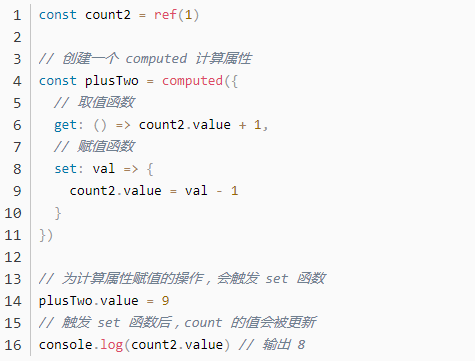 1 const count2 = ref(1)
2
3 // 创建一个 computed 计算属性
4 const plusTwo = computed({
5   // 取值函数
6   get: () => count2.value + 1,
7   // 赋值函数
8   set: val => {
9     count2.value = val - 1
10   }
11 })
12
13 // 为计算属性赋值的操作，会触发 set 函数
14 plusTwo.value = 9
15 // 触发 set 函数后，count 的值会被更新
16 console.log(count2.value) // 输出 8